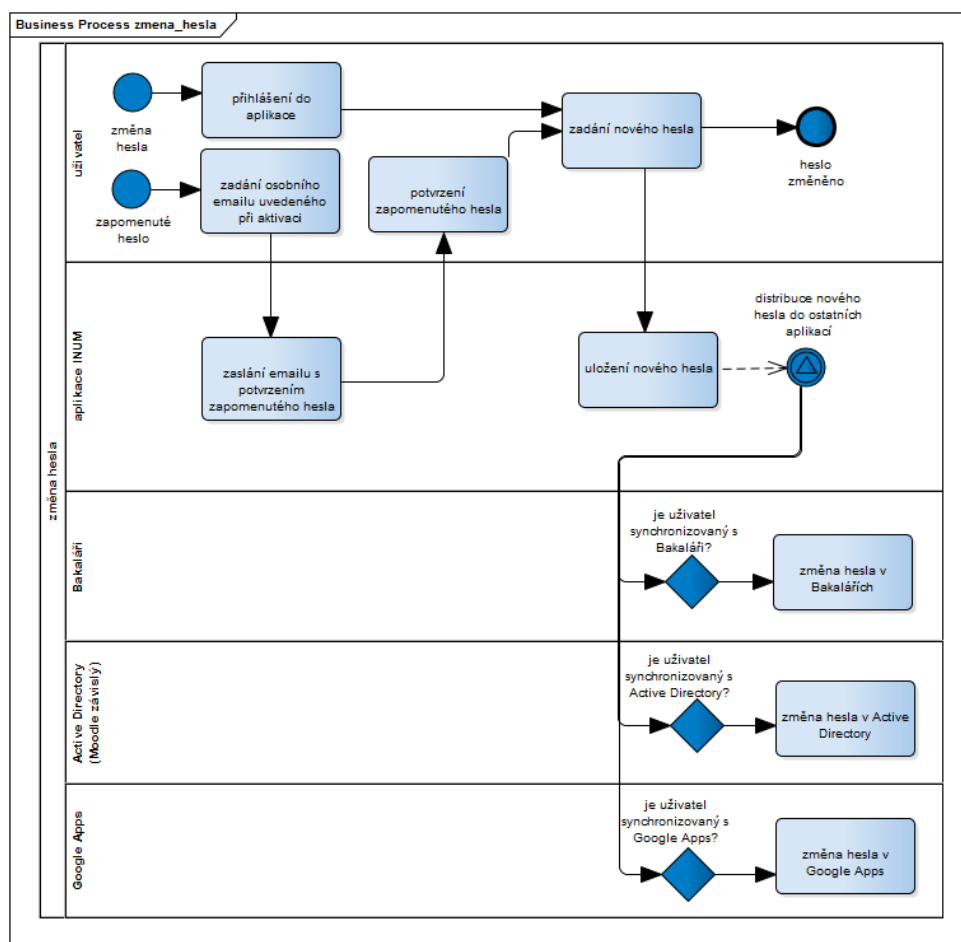 Business Process zmena_hesla
změna hesla
uživatel
změna
hesla
přihlášení do
aplikace
zadání nového hesla
heslo
změněno
zapomenuté
heslo
zadání osobního
emailu uvedeného
při aktivaci
potvrzení
zapomenutého hesla
aplikace INUM
zaslání emailu s
potvrzením
zapomenutého hesla
uložení nového hesla
distribuce nového
hesla do ostatních
aplikací
Bakaláři
je uživatel
synchronizovaný s
Bakaláři?
změna hesla v
Bakalářích
Active Directory
(Moodle závislý)
je uživatel
synchronizovaný s
Active Directory?
změna hesla v Active
Directory
Google Apps
je uživatel
synchronizovaný s
Google Apps?
změna hesla v
Google Apps